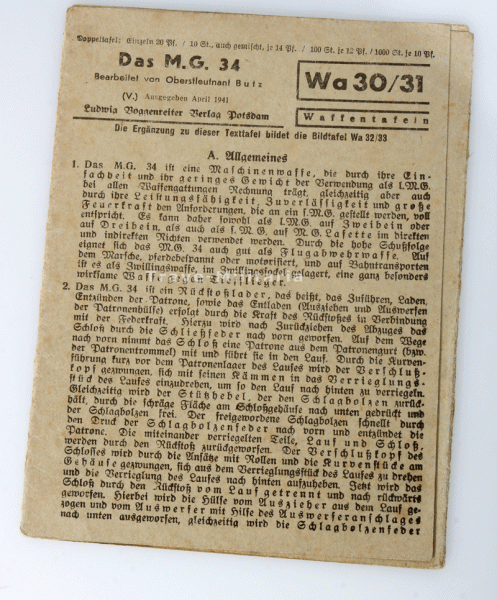 Doppeltafel: Einzeln 20 Pf. / 10 St., auch gemischt, je 14 Pf. / 100 St. je 12 Pf. / 1000 St. je 10 Pf.
Das M.G. 34
Bearbeitet von Oberstleutnant Butz
(V.) Ausgegeben April 1941
Ludwig Voggenreiter Verlag Potsdam
Wa 30/31
Waffentafeln
Die Ergänzung zu dieser Texttafel bildet die Bildtafel Wa 32/33
A. Allgemeines
1. Das M.G. 34 ist eine Maschinenwaffe, die durch ihre Ein-
fachheit und ihr geringes Gewicht der Verwendung als l.M.G.
bei allen Waffengattungen Rechnung trägt, gleichzeitig aber auch
durch ihre Leistungsfähigkeit, Zuverlässigkeit und große
Feuerkraft den Anforderungen, die an ein s.M.G. gestellt werden, voll
entspricht. Es kann daher sowohl als l.M.G. auf Zweibein oder
auf Dreibein, als auch als s.M.G. auf M.G. Lafette im direkten
und indirekten Richten verwendet werden. Durch die hohe Schußfolge
eignet sich das M.G. 34 auch gut als Flugabwehrwaffe. Auf
dem Marsche, pferdebespannt oder motorisiert, und auf Bahntransporten
ist es als Zwillingswaffe, im Zwillingssockel gelagert, eine ganz besonders
wirksame Waffe gegen Tiefflieger.
2. Das M.G. 34 ist ein Rückstoßlader, das heißt, das Zuführen, Laden,
Entzünden der Patrone, sowie das Entladen (Ausziehen und Auswerfen
der Patronenhülse) erfolgt durch die Kraft des Rückstoßes in Verbindung
mit der Federkraft. Hierzu wird nach Zurückziehen des Abzuges das
Schloß durch die Schließfeder nach vorn geworfen. Auf dem Wege
nach vorn nimmt das Schloß eine Patrone aus dem Patronengurt (bzw.
der Patronentrommel) mit und führt sie in den Lauf. Durch die Kurven-
führung kurz vor dem Patronenlager des Laufes wird der Verschluß-
kopf gezwungen, sich mit seinen Kämmen in das Verriegelungs-
stück des Laufes einzudrehen, um so den Lauf nach hinten zu verriegeln.
Gleichzeitig wird der Stützhebel, der den Schlagbolzen zurück-
hält, durch die schräge Fläche am Schloßgehäuse nach unten gedrückt und
der Schlagbolzen frei. Der freigewordene Schlagbolzen schnellt durch
den Druck der Schlagbolzenfeder nach vorn und entzündet die
Patrone. Die miteinander verriegelten Teile, Lauf und Schloß,
werden durch den Rückstoß zurückgeworfen. Der Verschlußkopf des
Schlosses wird durch die Ansätze mit Rollen und die Kurvenstücke am
Gehäuse gezwungen, sich aus dem Verriegelungsstück des Laufes zu drehen
und die Verriegelung des Laufes nach hinten aufzuheben. Jetzt wird das
Schloß durch den Rückstoß vom Lauf getrennt und nach rückwärts
geworfen. Hierbei wird die Hülse vom Auszieher aus dem Lauf ge-
zogen und vom Auswerfer mit Hilfe des Auswerferanschlages
nach unten ausgeworfen, gleichzeitig wird die Schlagbolzenfeder